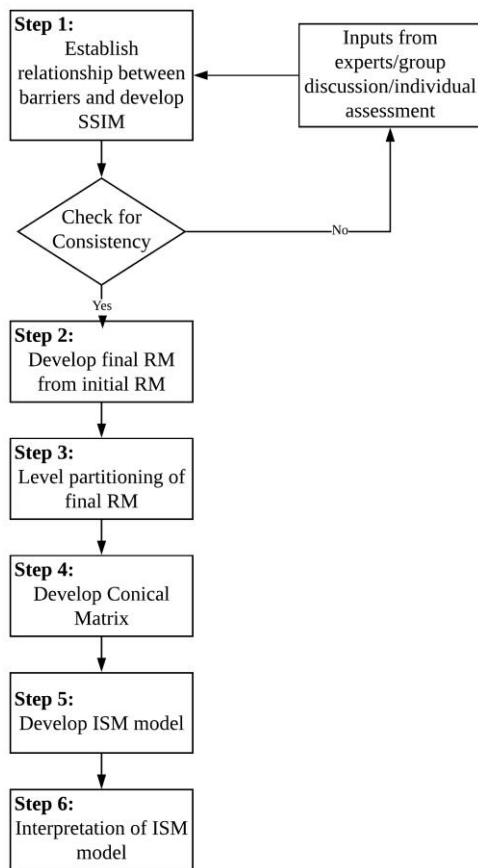 Step 1:
Establish
relationship between
barriers and develop
SSIM
Inputs from
experts/group
discussion/individual
assessment
Check for
Consistency
No
Yes
Step 2:
Develop final RM
from initial RM
Step 3:
Level partitioning of
final RM
Step 4:
Develop Conical
Matrix
Step 5:
Develop ISM model
Step 6:
Interpretation of ISM
model